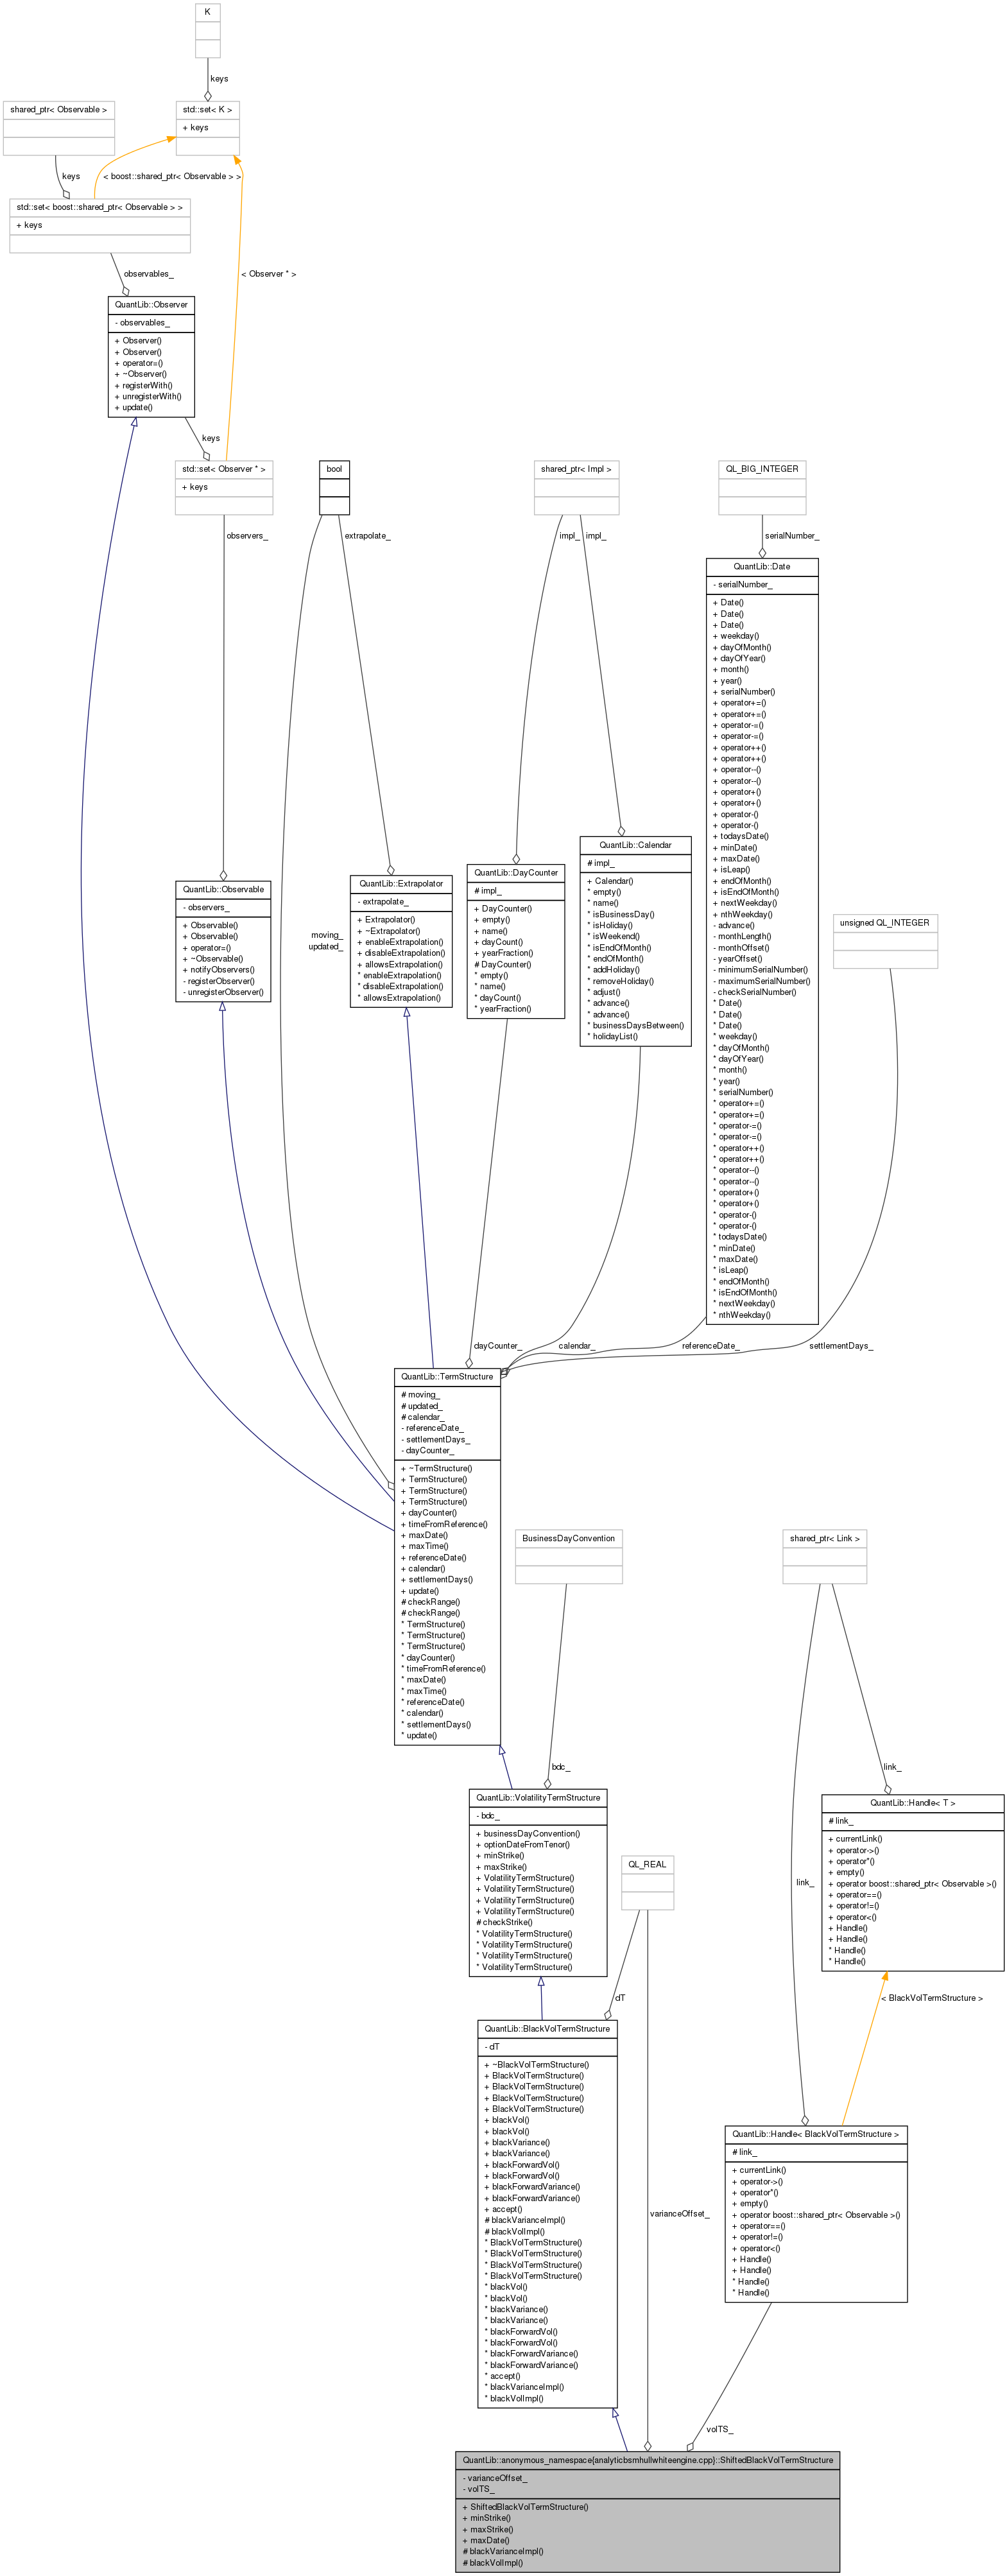 K
keys
shared_ptr< Observable >
std::set< K >
+ keys
keys
< boost::shared_ptr< Observable > >
std::set< boost::shared_ptr< Observable > >
+ keys
observables_
< Observer * >
QuantLib::Observer
- observables_
+ Observer()
+ Observer()
+ operator=()
+ ~Observer()
+ registerWith()
+ unregisterWith()
+ update()
keys
std::set< Observer * >
+ keys
bool
shared_ptr< Impl >
QL_BIG_INTEGER
observers_
extrapolate_
impl_
impl_
serialNumber_
QuantLib::Date
- serialNumber_
+ Date()
+ Date()
+ Date()
+ weekday()
+ dayOfMonth()
+ dayOfYear()
+ month()
+ year()
+ serialNumber()
+ operator+=()
+ operator+=()
+ operator-=()
+ operator-=()
+ operator++()
+ operator++()
+ operator--()
+ operator--()
+ operator+()
+ operator+()
+ operator-()
+ operator-()
+ todaysDate()
+ minDate()
+ maxDate()
+ isLeap()
+ endOfMonth()
+ isEndOfMonth()
+ nextWeekday()
+ nthWeekday()
- advance()
- monthLength()
- monthOffset()
- yearOffset()
- minimumSerialNumber()
- maximumSerialNumber()
- checkSerialNumber()
* Date()
* Date()
* Date()
* weekday()
* dayOfMonth()
* dayOfYear()
* month()
* year()
* serialNumber()
* operator+=()
* operator+=()
* operator-=()
* operator-=()
* operator++()
* operator++()
* operator--()
* operator--()
* operator+()
* operator+()
* operator-()
* operator-()
* todaysDate()
* minDate()
* maxDate()
* isLeap()
* endOfMonth()
* isEndOfMonth()
* nextWeekday()
* nthWeekday()
QuantLib::Observable
- observers_
+ Observable()
+ Observable()
+ operator=()
+ ~Observable()
+ notifyObservers()
- registerObserver()
- unregisterObserver()
moving_
updated_
QuantLib::Extrapolator
- extrapolate_
+ Extrapolator()
+ ~Extrapolator()
+ enableExtrapolation()
+ disableExtrapolation()
+ allowsExtrapolation()
* enableExtrapolation()
* disableExtrapolation()
* allowsExtrapolation()
QuantLib::DayCounter
# impl_
+ DayCounter()
+ empty()
+ name()
+ dayCount()
+ yearFraction()
# DayCounter()
* empty()
* name()
* dayCount()
* yearFraction()
QuantLib::Calendar
# impl_
+ Calendar()
* empty()
* name()
* isBusinessDay()
* isHoliday()
* isWeekend()
* isEndOfMonth()
* endOfMonth()
* addHoliday()
* removeHoliday()
* adjust()
* advance()
* advance()
* businessDaysBetween()
* holidayList()
unsigned QL_INTEGER
dayCounter_
calendar_
referenceDate_
settlementDays_
QuantLib::TermStructure
# moving_
# updated_
# calendar_
- referenceDate_
- settlementDays_
- dayCounter_
+ ~TermStructure()
+ TermStructure()
+ TermStructure()
+ TermStructure()
+ dayCounter()
+ timeFromReference()
+ maxDate()
+ maxTime()
+ referenceDate()
+ calendar()
+ settlementDays()
+ update()
# checkRange()
# checkRange()
* TermStructure()
* TermStructure()
* TermStructure()
* dayCounter()
* timeFromReference()
* maxDate()
* maxTime()
* referenceDate()
* calendar()
* settlementDays()
* update()
BusinessDayConvention
shared_ptr< Link >
bdc_
link_
QuantLib::VolatilityTermStructure
- bdc_
+ businessDayConvention()
+ optionDateFromTenor()
+ minStrike()
+ maxStrike()
+ VolatilityTermStructure()
+ VolatilityTermStructure()
+ VolatilityTermStructure()
+ VolatilityTermStructure()
# checkStrike()
* VolatilityTermStructure()
* VolatilityTermStructure()
* VolatilityTermStructure()
* VolatilityTermStructure()
QL_REAL
link_
QuantLib::Handle< T >
# link_
+ currentLink()
+ operator->()
+ operator*()
+ empty()
+ operator boost::shared_ptr< Observable >()
+ operator==()
+ operator!=()
+ operator<()
+ Handle()
+ Handle()
* Handle()
* Handle()
dT
< BlackVolTermStructure >
QuantLib::BlackVolTermStructure
- dT
+ ~BlackVolTermStructure()
+ BlackVolTermStructure()
+ BlackVolTermStructure()
+ BlackVolTermStructure()
+ BlackVolTermStructure()
+ blackVol()
+ blackVol()
+ blackVariance()
+ blackVariance()
+ blackForwardVol()
+ blackForwardVol()
+ blackForwardVariance()
+ blackForwardVariance()
+ accept()
# blackVarianceImpl()
# blackVolImpl()
* BlackVolTermStructure()
* BlackVolTermStructure()
* BlackVolTermStructure()
* BlackVolTermStructure()
* blackVol()
* blackVol()
* blackVariance()
* blackVariance()
* blackForwardVol()
* blackForwardVol()
* blackForwardVariance()
* blackForwardVariance()
* accept()
* blackVarianceImpl()
* blackVolImpl()
varianceOffset_
QuantLib::Handle< BlackVolTermStructure >
# link_
+ currentLink()
+ operator->()
+ operator*()
+ empty()
+ operator boost::shared_ptr< Observable >()
+ operator==()
+ operator!=()
+ operator<()
+ Handle()
+ Handle()
* Handle()
* Handle()
volTS_
QuantLib::anonymous_namespace{analyticbsmhullwhiteengine.cpp}::ShiftedBlackVolTermStructure
- varianceOffset_
- volTS_
+ ShiftedBlackVolTermStructure()
+ minStrike()
+ maxStrike()
+ maxDate()
# blackVarianceImpl()
# blackVolImpl()